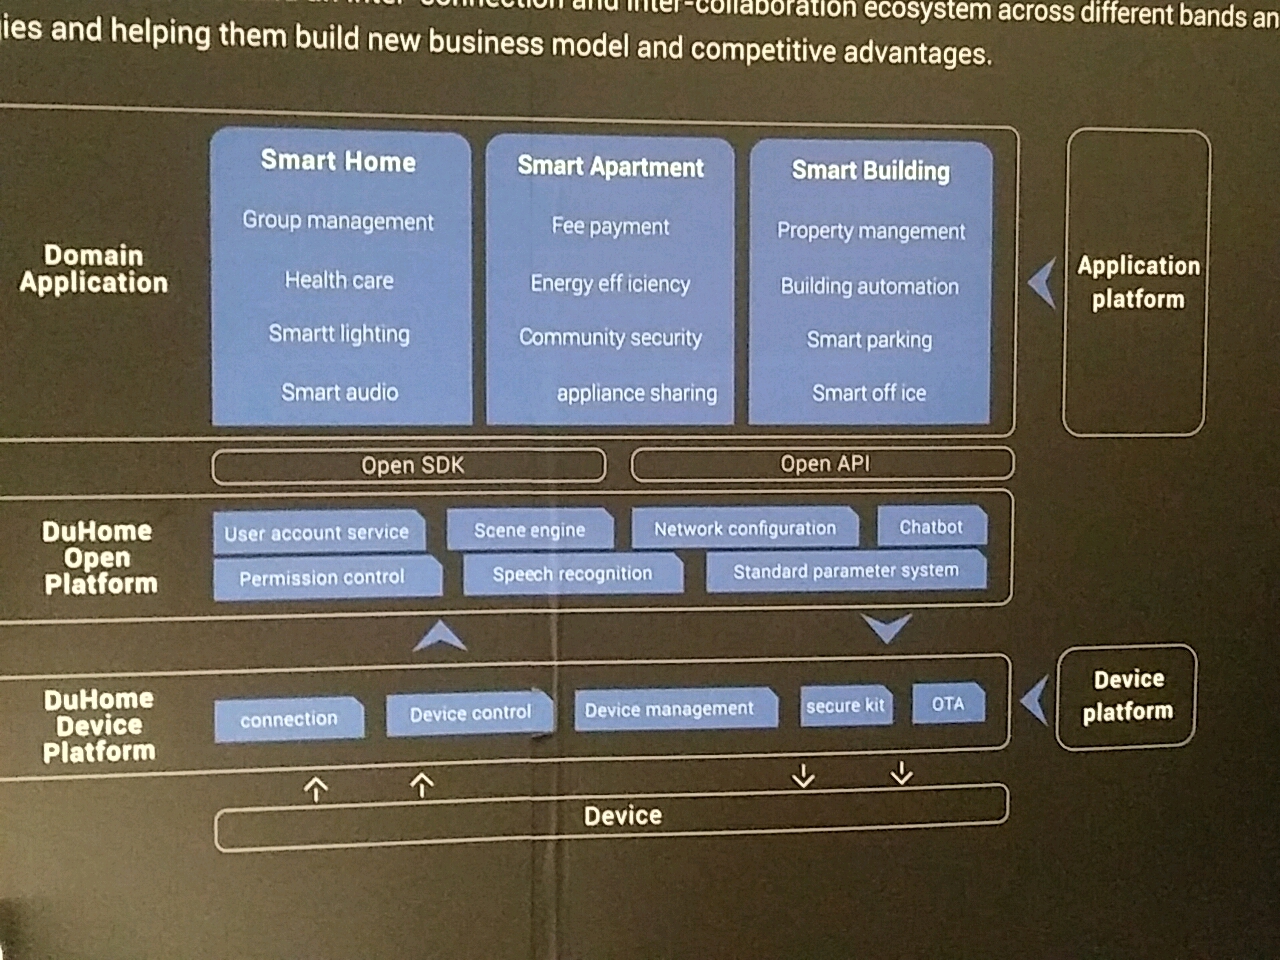 connection and inter-collaboration ecosystem across different bands an
ies and helping them build new business model and competitive advantages.
Domain
Application
Smart Home
Group management
Health care
Smartt lighting
Smart audio
Smart Apartment
Fee payment
Energy eff iciency
Community security
appliance sharing
Smart Building
Property mangement
Building automation
Smart parking
Smart off ice
Application
platform
Open SDK
Open API
DuHome
Open
Platform
User account service
Scene engine
Network configuration
Chatbot
Permission control
Speech recognition
Standard parameter system
DuHome
Device
Platform
connection
Device control
Device management
secure kit
OTA
Device
platform
Device